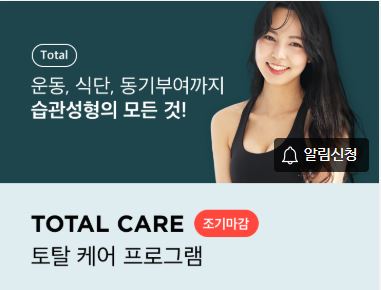 Total
운동, 식단, 동기부여까지
습관성형의 모든 것!
알림신청
TOTAL CARE 조기마감
토탈 케어 프로그램